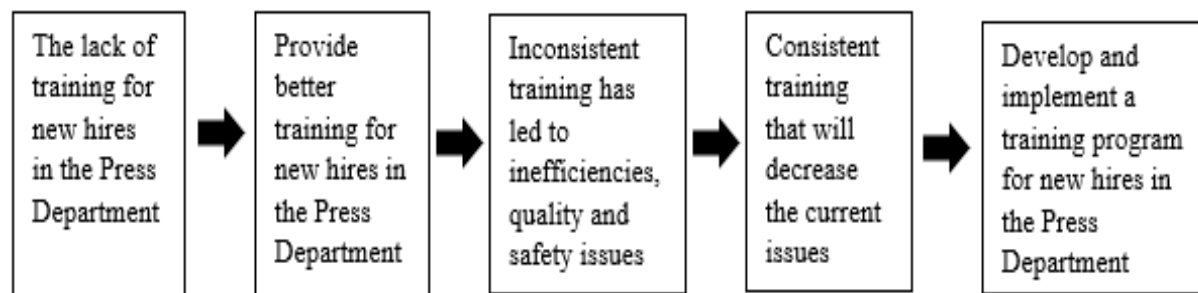 The lack of
training for
new hires
in the Press
Department
Provide
better
training for
new hires in
the Press
Department
Inconsistent
training has
led to
inefficiencies,
quality and
safety issues
Consistent
training
that will
decrease
the current
issues
Develop and
implement a
training program
for new hires in
the Press
Department